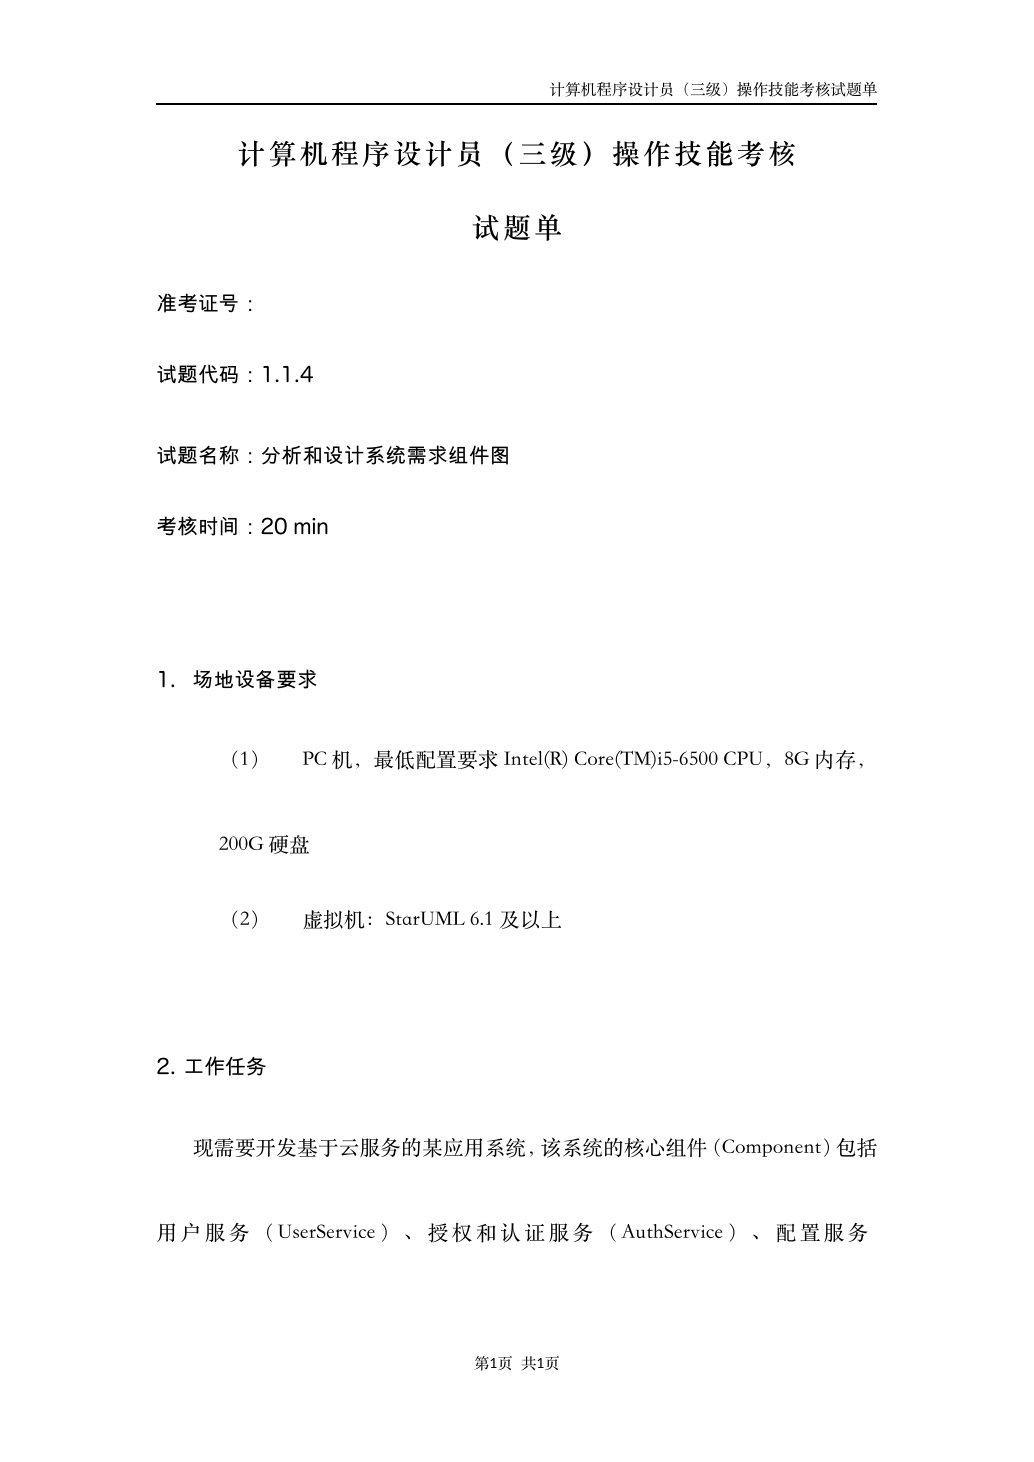 计算机程序设计员（三级）操作技能考核试题单
计算机程序设计员（三级）操作技能考核
试题单
准考证号：
试题代码：1.1.4
试题名称：分析和设计系统需求组件图
考核时间：20 min
1. 场地设备要求
（1） PC 机，最低配置要求 Intel(R) Core(TM)i5-6500 CPU，8G 内存，
200G 硬盘
（2） 虚拟机：StarUML 6.1 及以上
2. 工作任务
现需要开发基于云服务的某应用系统，该系统的核心组件（Component）包括
用户服务（UserService）、授权和认证服务（AuthService）、配置服务
第1页 共1页